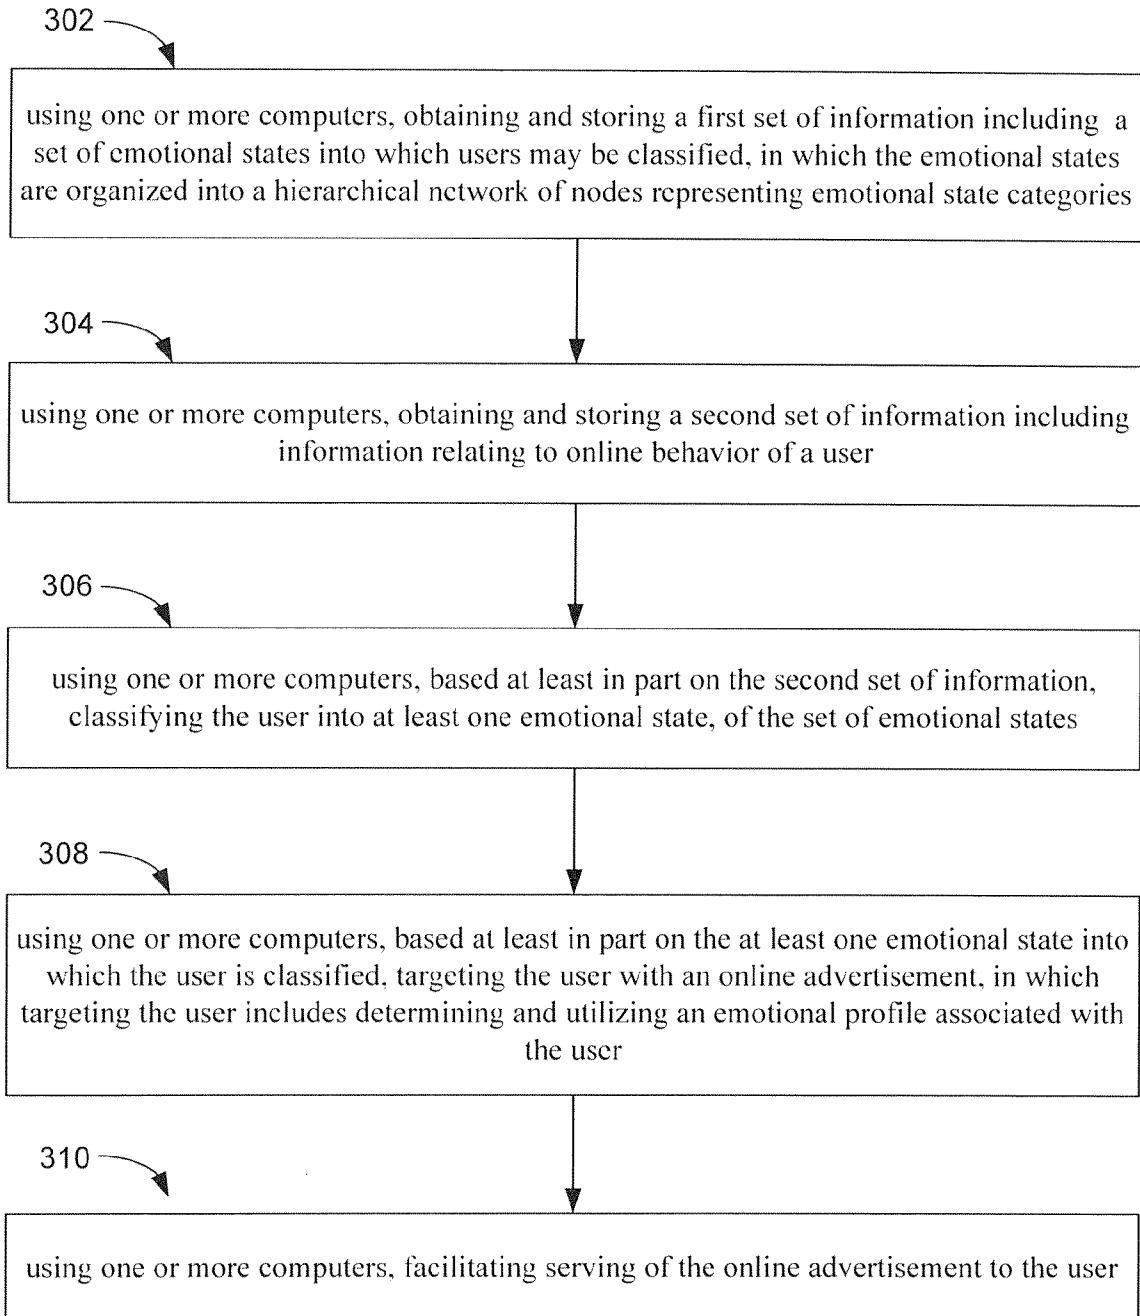 302
using one or more computers, obtaining and storing a first set of information including a
set of emotional states into which users may be classified, in which the emotional states
are organized into a hierarchical network of nodes representing emotional state categories
304
using one or more computers, obtaining and storing a second set of information including
information relating to online behavior of a user
306
using one or more computers, based at least in part on the second set of information,
classifying the user into at least one emotional state, of the set of emotional states
308
using one or more computers, based at least in part on the at least one emotional state into
which the user is classified, targeting the user with an online advertisement, in which
targeting the user includes determining and utilizing an emotional profile associated with
the user
310
using one or more computers, facilitating serving of the online advertisement to the user